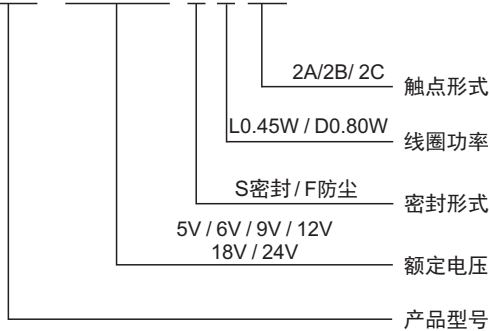 2A/2B/ 2C
触点形式
L0.45W / D0.80W
线圈功率
S密封 / F防尘
密封形式
5V / 6V / 9V / 12V
18V / 24V
额定电压
产品型号